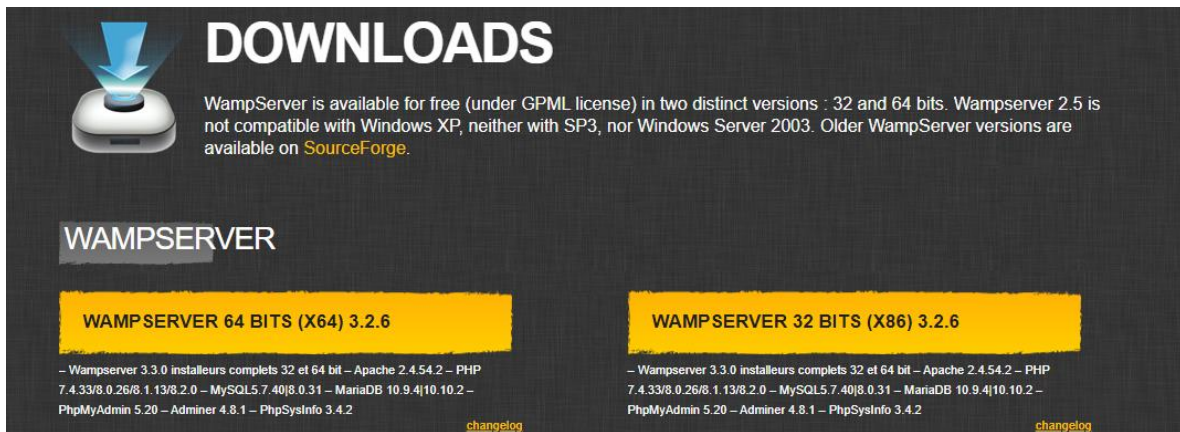 DOWNLOADS
WampServer is available for free (under GPML license) in two distinct versions : 32 and 64 bits. Wampserver 2.5 is
not compatible with Windows XP, neither with SP3, nor Windows Server 2003. Older WampServer versions are
available on SourceForge.
WAMPSERVER
WAMPSERVER 64 BITS (X64) 3.2.6
– Wampserver 3.3.0 installeurs complets 32 et 64 bit – Apache 2.4.54.2 – PHP
7.4.33/8.0.26/8.1.13/8.2.0 – MySQL5.7.40|8.0.31 – MariaDB 10.9.4|10.10.2 –
PhpMyAdmin 5.20 – Adminer 4.8.1 – PhpSysInfo 3.4.2
changelog
WAMPSERVER 32 BITS (X86) 3.2.6
– Wampserver 3.3.0 installeurs complets 32 et 64 bit – Apache 2.4.54.2 – PHP
7.4.33/8.0.26/8.1.13/8.2.0 – MySQL5.7.40|8.0.31 – MariaDB 10.9.4|10.10.2 –
PhpMyAdmin 5.20 – Adminer 4.8.1 – PhpSysInfo 3.4.2
changelog